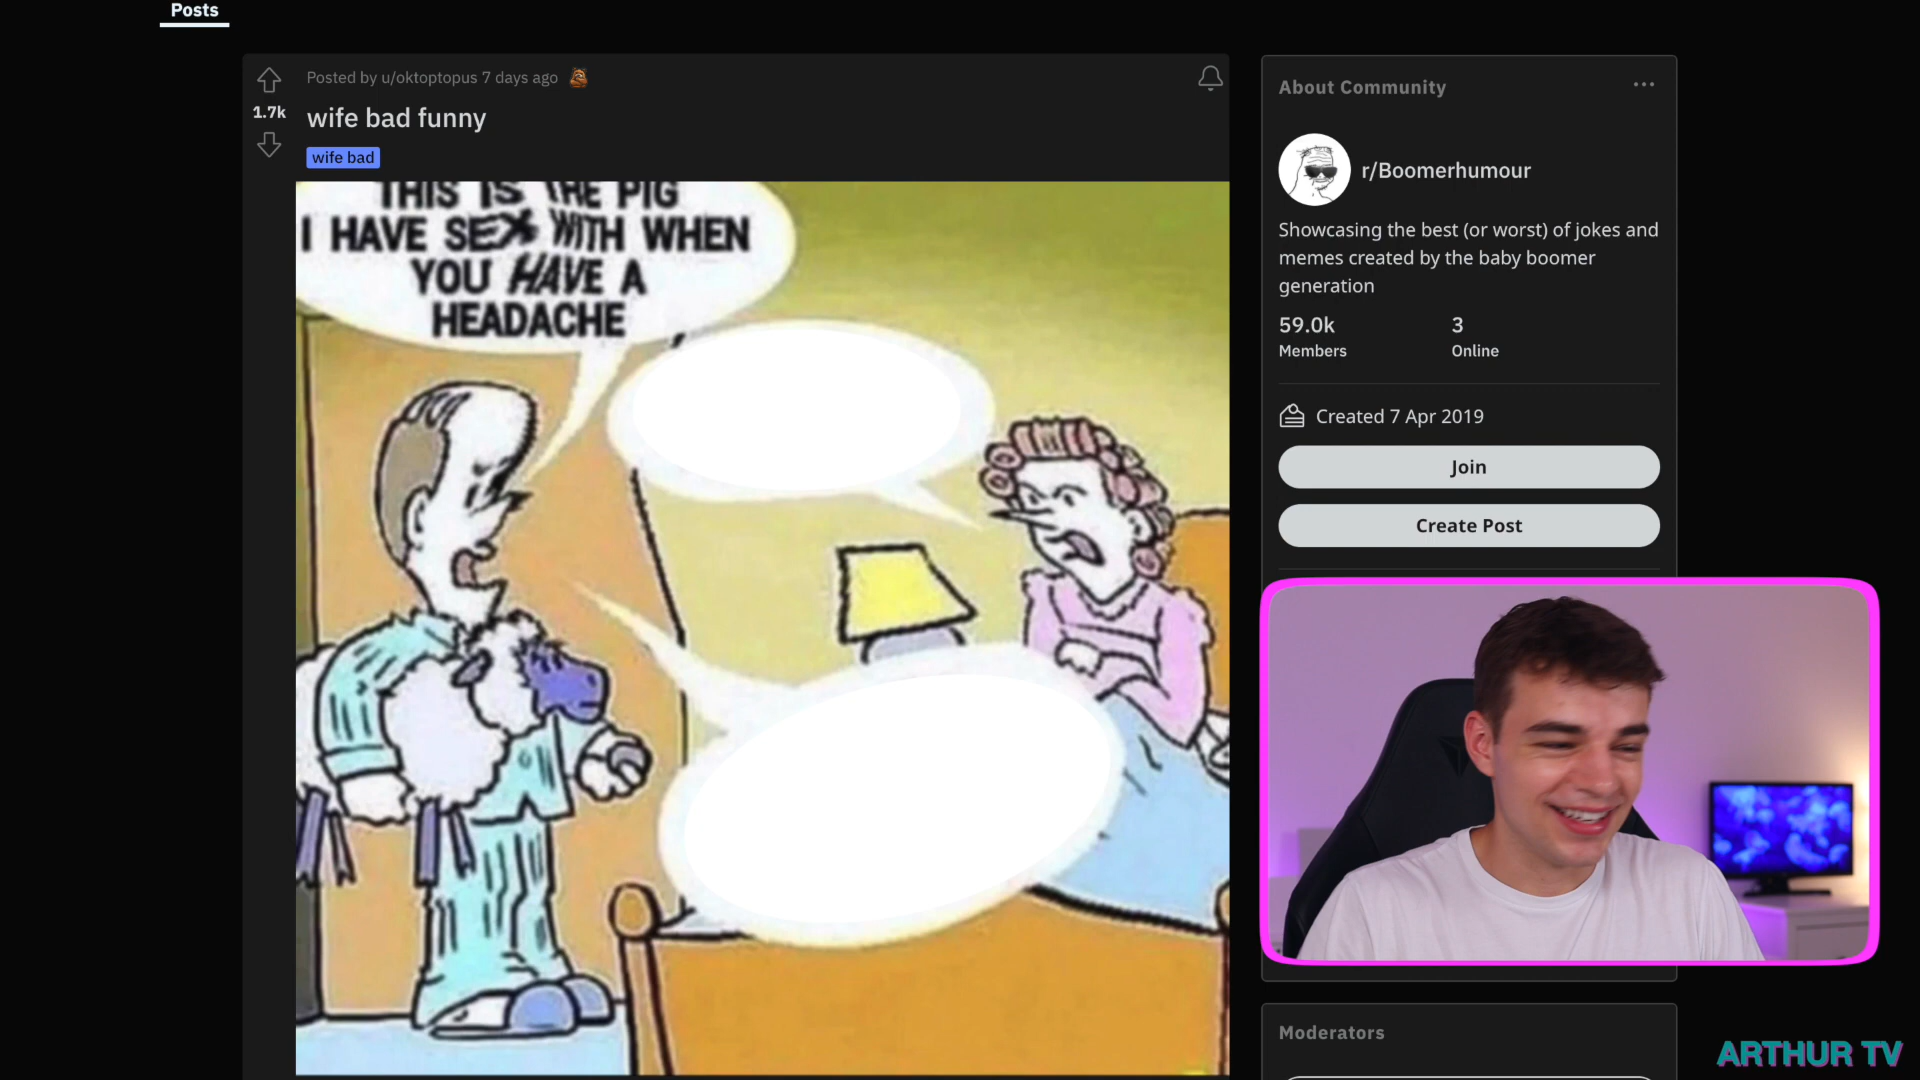 Posts
Posted by u/oktoptopus 7 days ago
1.7k
wife bad funny
wife bad
THIS IS THE PIG
I HAVE SEX WITH WHEN
YOU HAVE A
HEADACHE
About Community
r/Boomerhumour
Showcasing the best (or worst) of jokes and
memes created by the baby boomer
generation
59.0k
3
Members
Online
Created 7 Apr 2019
Join
Create Post
Moderators
ARTHUR TV